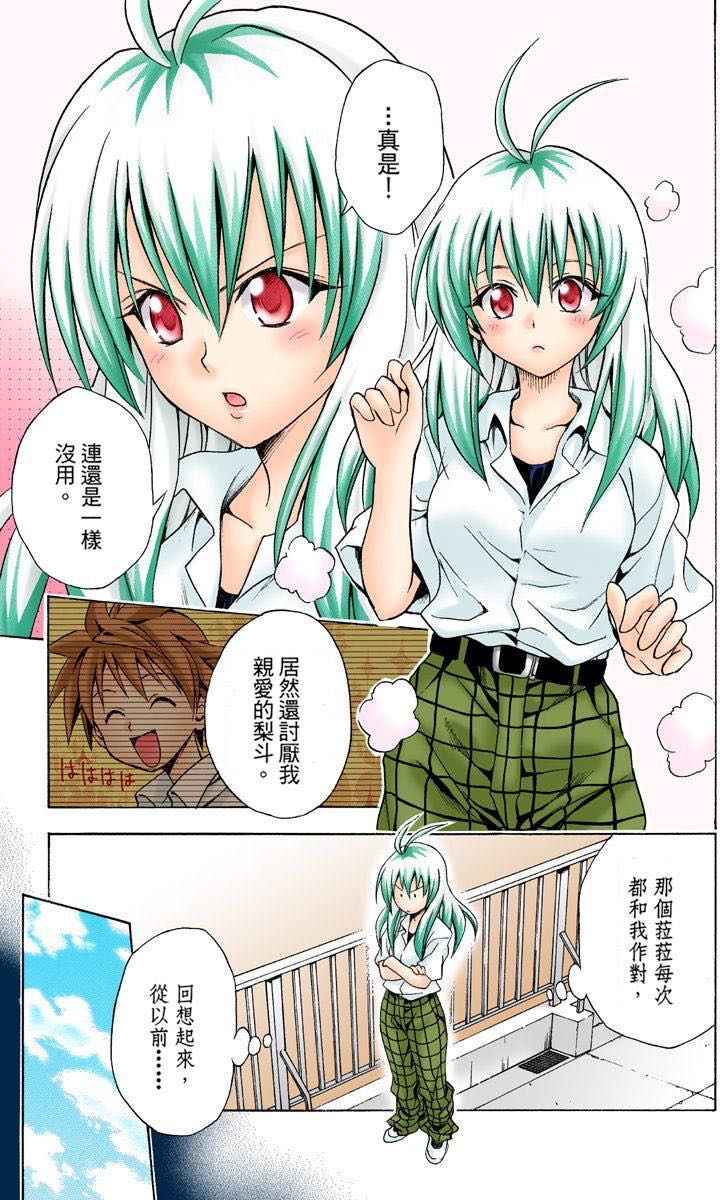 …真是！
連還是一樣
沒用。
居然還討厭我
親愛的梨斗。
はははは
那個菈菈每次
都和我作對，
回想起來，
從以前……